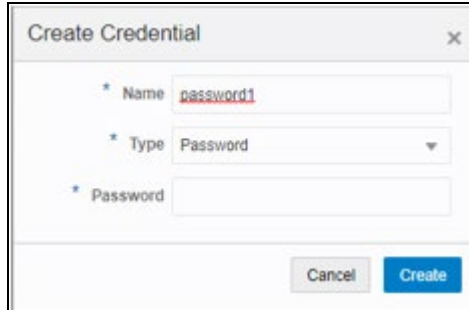 Create Credential ×
* Name password1
* Type Password
* Password
Cancel Create